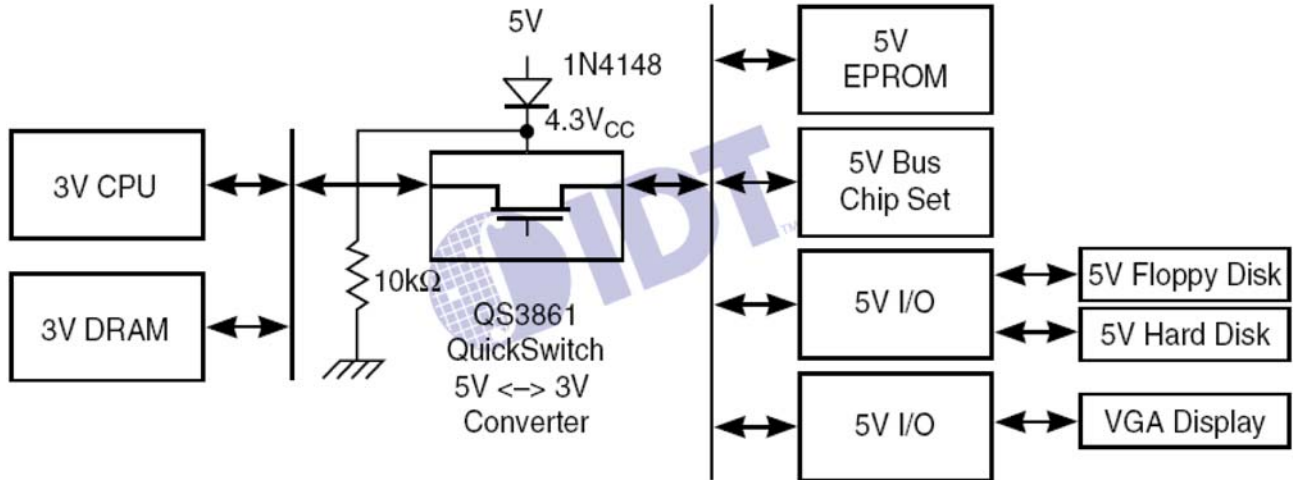 5V
1N4148
4.3VCC
3V CPU
3V DRAM
10kΩ
QS3861
QuickSwitch
5V <–> 3V
Converter
5V
EPROM
5V Bus
Chip Set
5V I/O
5V Floppy Disk
5V Hard Disk
5V I/O
VGA Display
IDT
TM